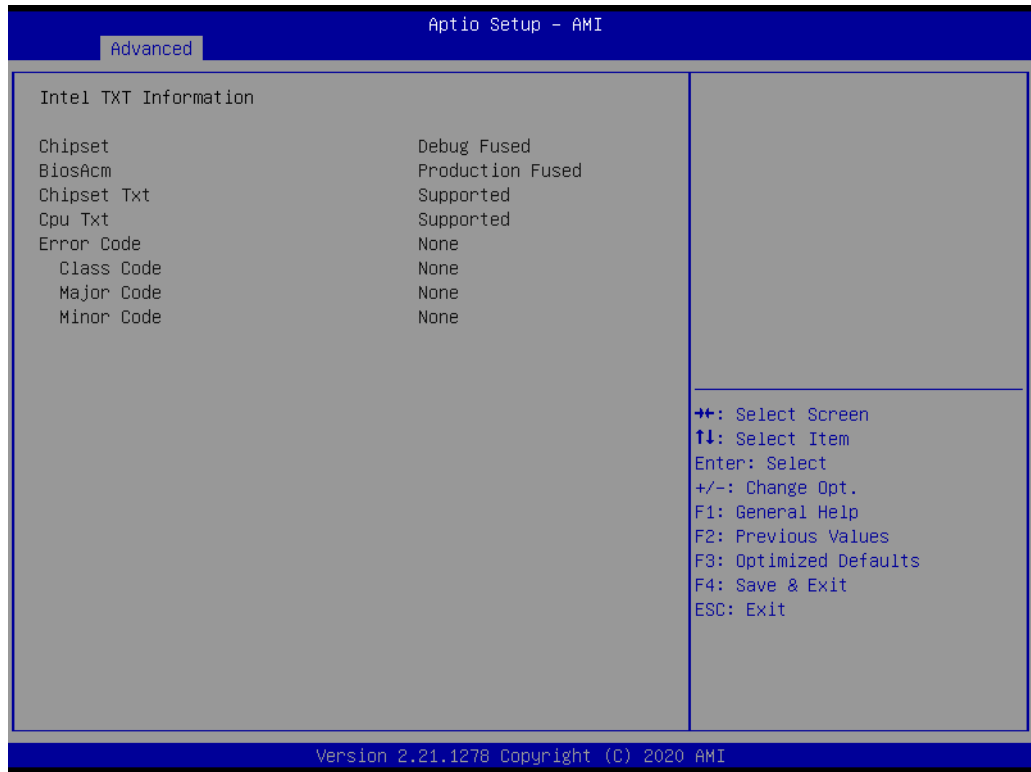 Aptio Setup – AMI
Advanced
Intel TXT Information
Chipset Debug Fused
BiosAcm Production Fused
Chipset Txt Supported
Cpu Txt Supported
Error Code None
Class Code None
Major Code None
Minor Code None
→←: Select Screen
↑↓: Select Item
Enter: Select
+/-: Change Opt.
F1: General Help
F2: Previous Values
F3: Optimized Defaults
F4: Save & Exit
ESC: Exit
Version 2.21.1278 Copyright (C) 2020 AMI